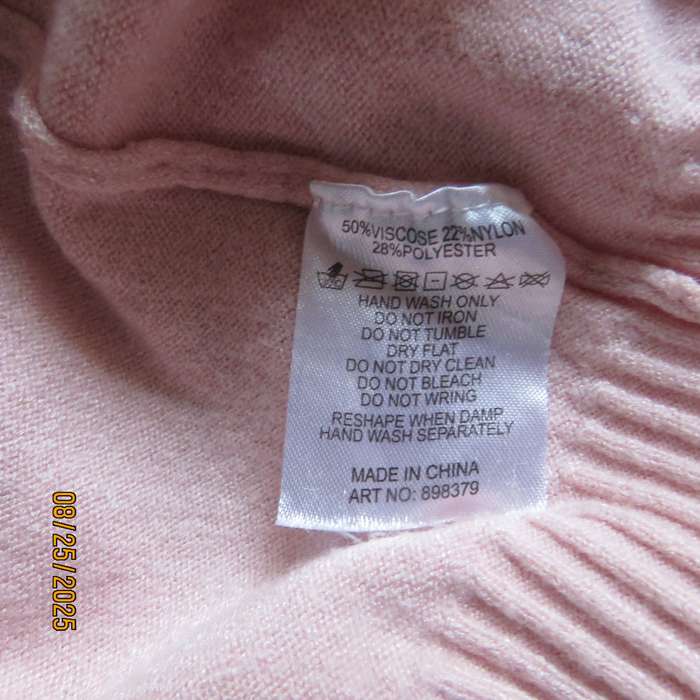 50%VISCOSE 22%NYLON
28%POLYESTER
HAND WASH ONLY
DO NOT IRON
DO NOT TUMBLE
DRY FLAT
DO NOT DRY CLEAN
DO NOT BLEACH
DO NOT WRING
RESHAPE WHEN DAMP
HAND WASH SEPARATELY
MADE IN CHINA
ART NO: 898379
08/25/2025